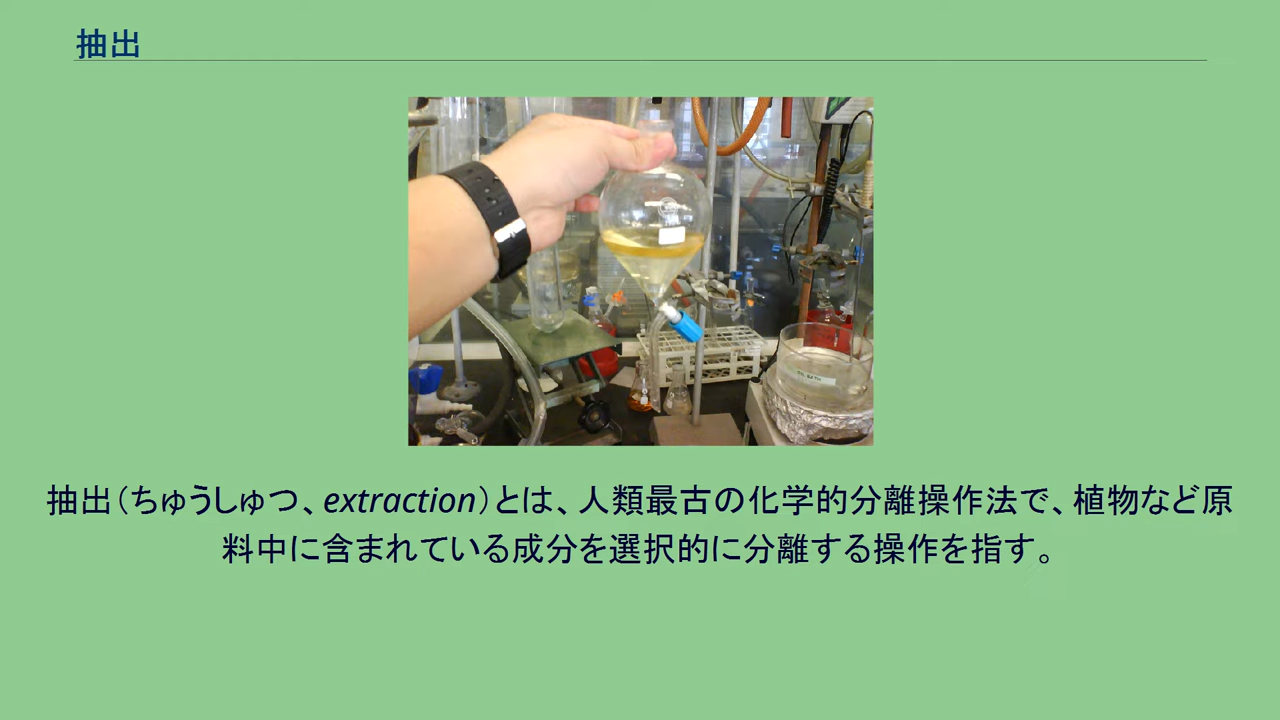 抽出
抽出（ちゅうしゅつ、extraction）とは、人類最古の化学的分離操作法で、植物など原
料中に含まれている成分を選択的に分離する操作を指す。